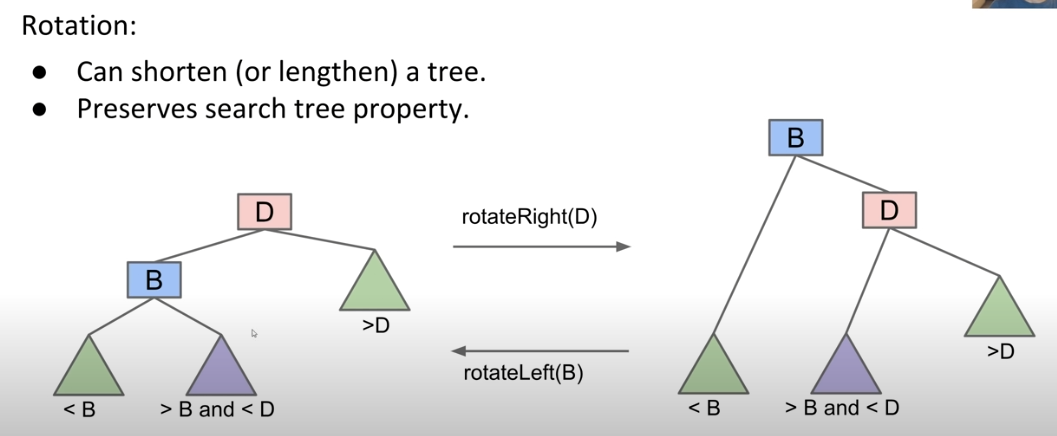 Rotation:
● Can shorten (or lengthen) a tree.
● Preserves search tree property.
B
D
rotateRight(D)
D
B
>D
>D
rotateLeft(B)
< B
> B and < D
< B
> B and < D